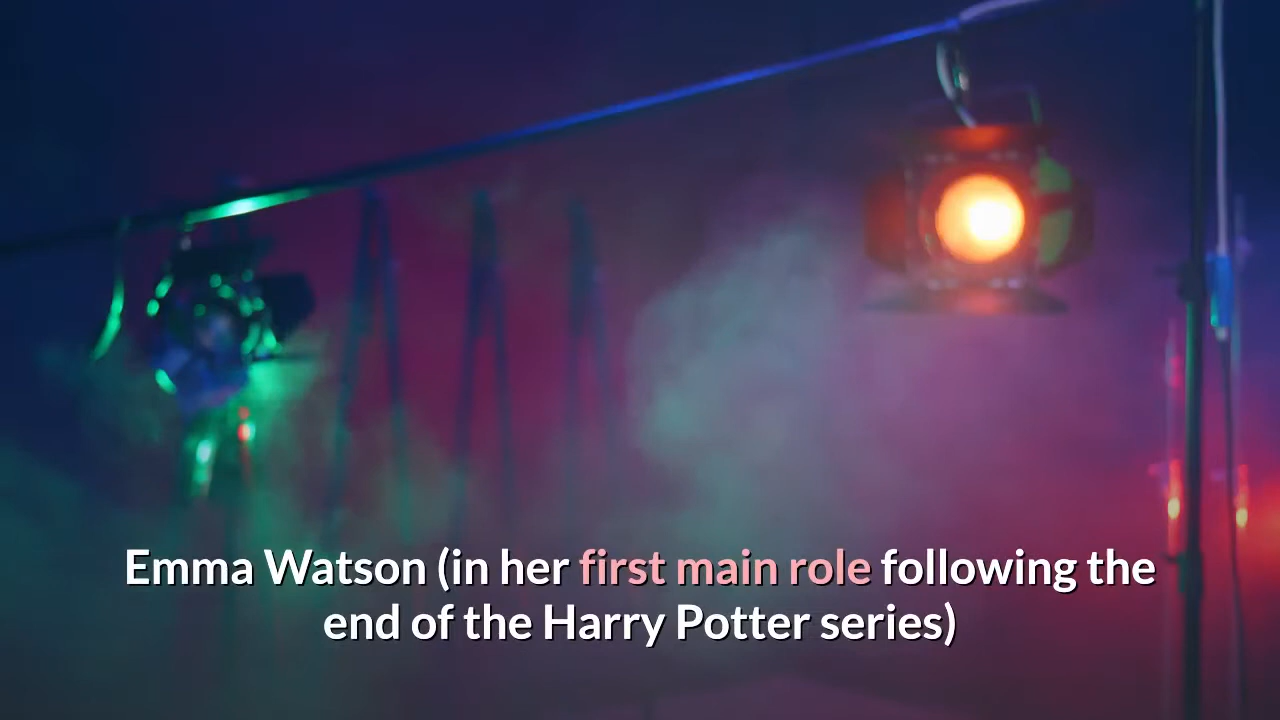 Emma Watson (in her first main role following the
end of the Harry Potter series)